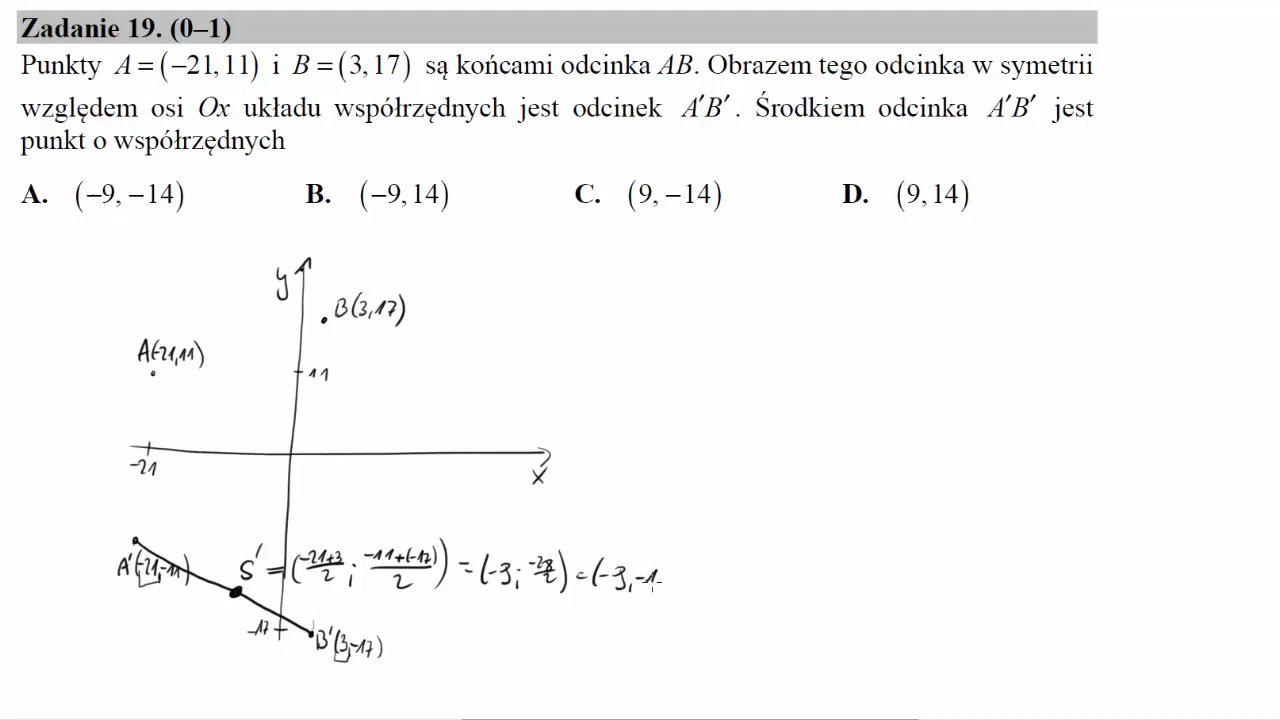 Zadanie 19. (0–1)
Punkty A = (−21, 11) i B = (3, 17) są końcami odcinka AB. Obrazem tego odcinka w symetrii
względem osi Ox układu współrzędnych jest odcinek A′B′. Środkiem odcinka A′B′ jest
punkt o współrzędnych
A. (−9, −14) B. (−9, 14) C. (9, −14) D. (9, 14)
y
B(3,17)
A(-21,11)
11
-21
x
A'(-21,-11)
S' = (-21+3/2 ; -11+(-17)/2) = (-9; -28/2) = (-9, -1
-17
B'(3,-17)